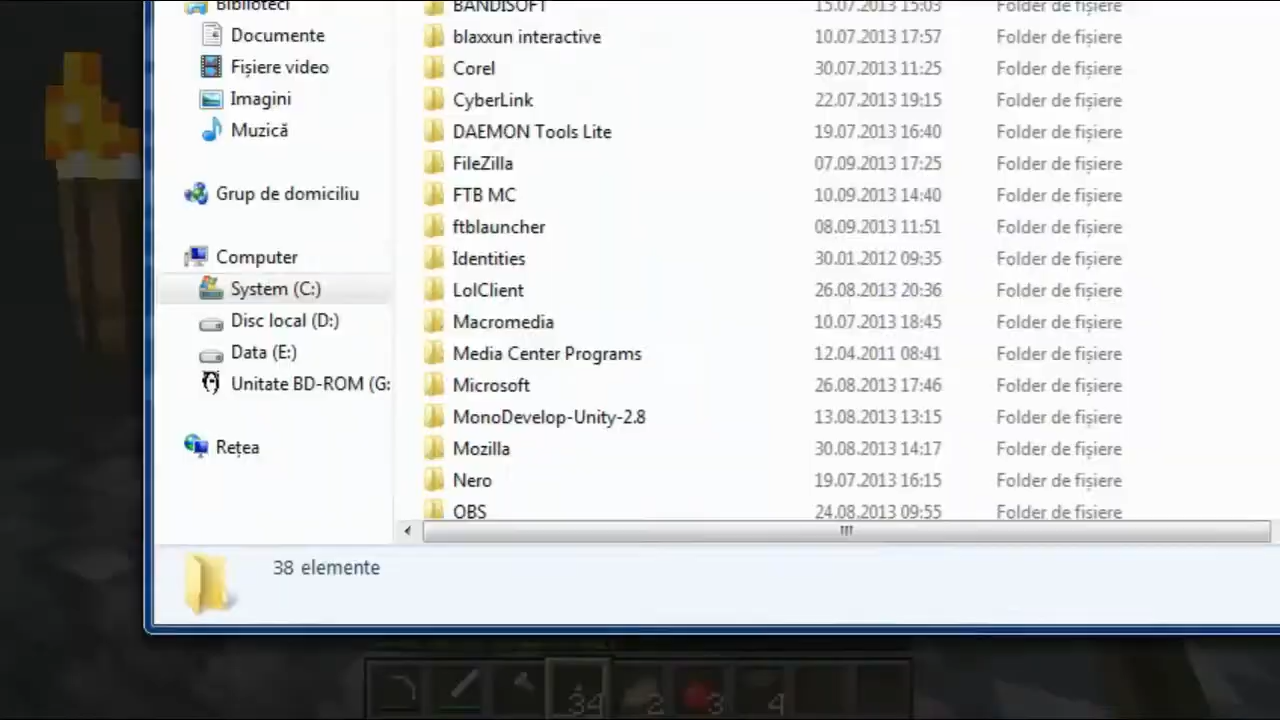 Biblioteci
Documente
Fișiere video
Imagini
Muzică
Grup de domiciliu
Computer
System (C:)
Disc local (D:)
Data (E:)
Unitate BD-ROM (G:
Rețea
BANDISOFT 15.07.2013 15:03 Folder de fișiere
blaxxun interactive 10.07.2013 17:57 Folder de fișiere
Corel 30.07.2013 11:25 Folder de fișiere
CyberLink 22.07.2013 19:15 Folder de fișiere
DAEMON Tools Lite 19.07.2013 16:40 Folder de fișiere
FileZilla 07.09.2013 17:25 Folder de fișiere
FTB MC 10.09.2013 14:40 Folder de fișiere
ftblauncher 08.09.2013 11:51 Folder de fișiere
Identities 30.01.2012 09:35 Folder de fișiere
LolClient 26.08.2013 20:36 Folder de fișiere
Macromedia 10.07.2013 18:45 Folder de fișiere
Media Center Programs 12.04.2011 08:41 Folder de fișiere
Microsoft 26.08.2013 17:46 Folder de fișiere
MonoDevelop-Unity-2.8 13.08.2013 13:15 Folder de fișiere
Mozilla 30.08.2013 14:17 Folder de fișiere
Nero 19.07.2013 16:15 Folder de fișiere
OBS 24.08.2013 09:55 Folder de fișiere
38 elemente
34 2 3 4